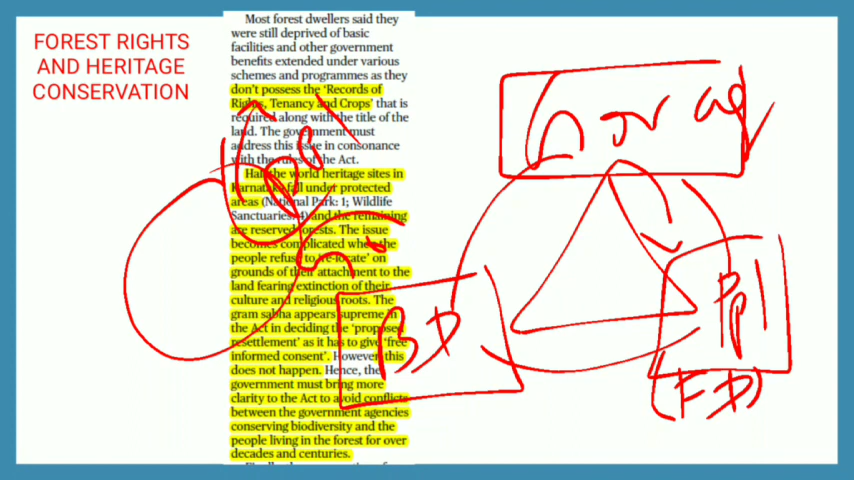 FOREST RIGHTS
AND HERITAGE
CONSERVATION
Most forest dwellers said they
were still deprived of basic
facilities and other government
benefits extended under various
schemes and programmes as they
don't possess the 'Records of
Rights, Tenancy and Crops' that is
required along with the title of the
land. The government must
address this issue in consonance
with the rules of the Act.
Half the world heritage sites in
Karnataka fall under protected
areas (National Park: 1; Wildlife
Sanctuaries: 4) and the remaining
are reserved forests. The issue
becomes complicated when the
people refuse to 're-locate' on
grounds of their attachment to the
land fearing extinction of their
culture and religious roots. The
gram sabha appears supreme in
the Act in deciding the 'proposed
resettlement' as it has to give 'free
informed consent'. However this
does not happen. Hence, the
government must bring more
clarity to the Act to avoid conflicts
between the government agencies
conserving biodiversity and the
people living in the forest for over
decades and centuries.
BD
Ppl
(FD)